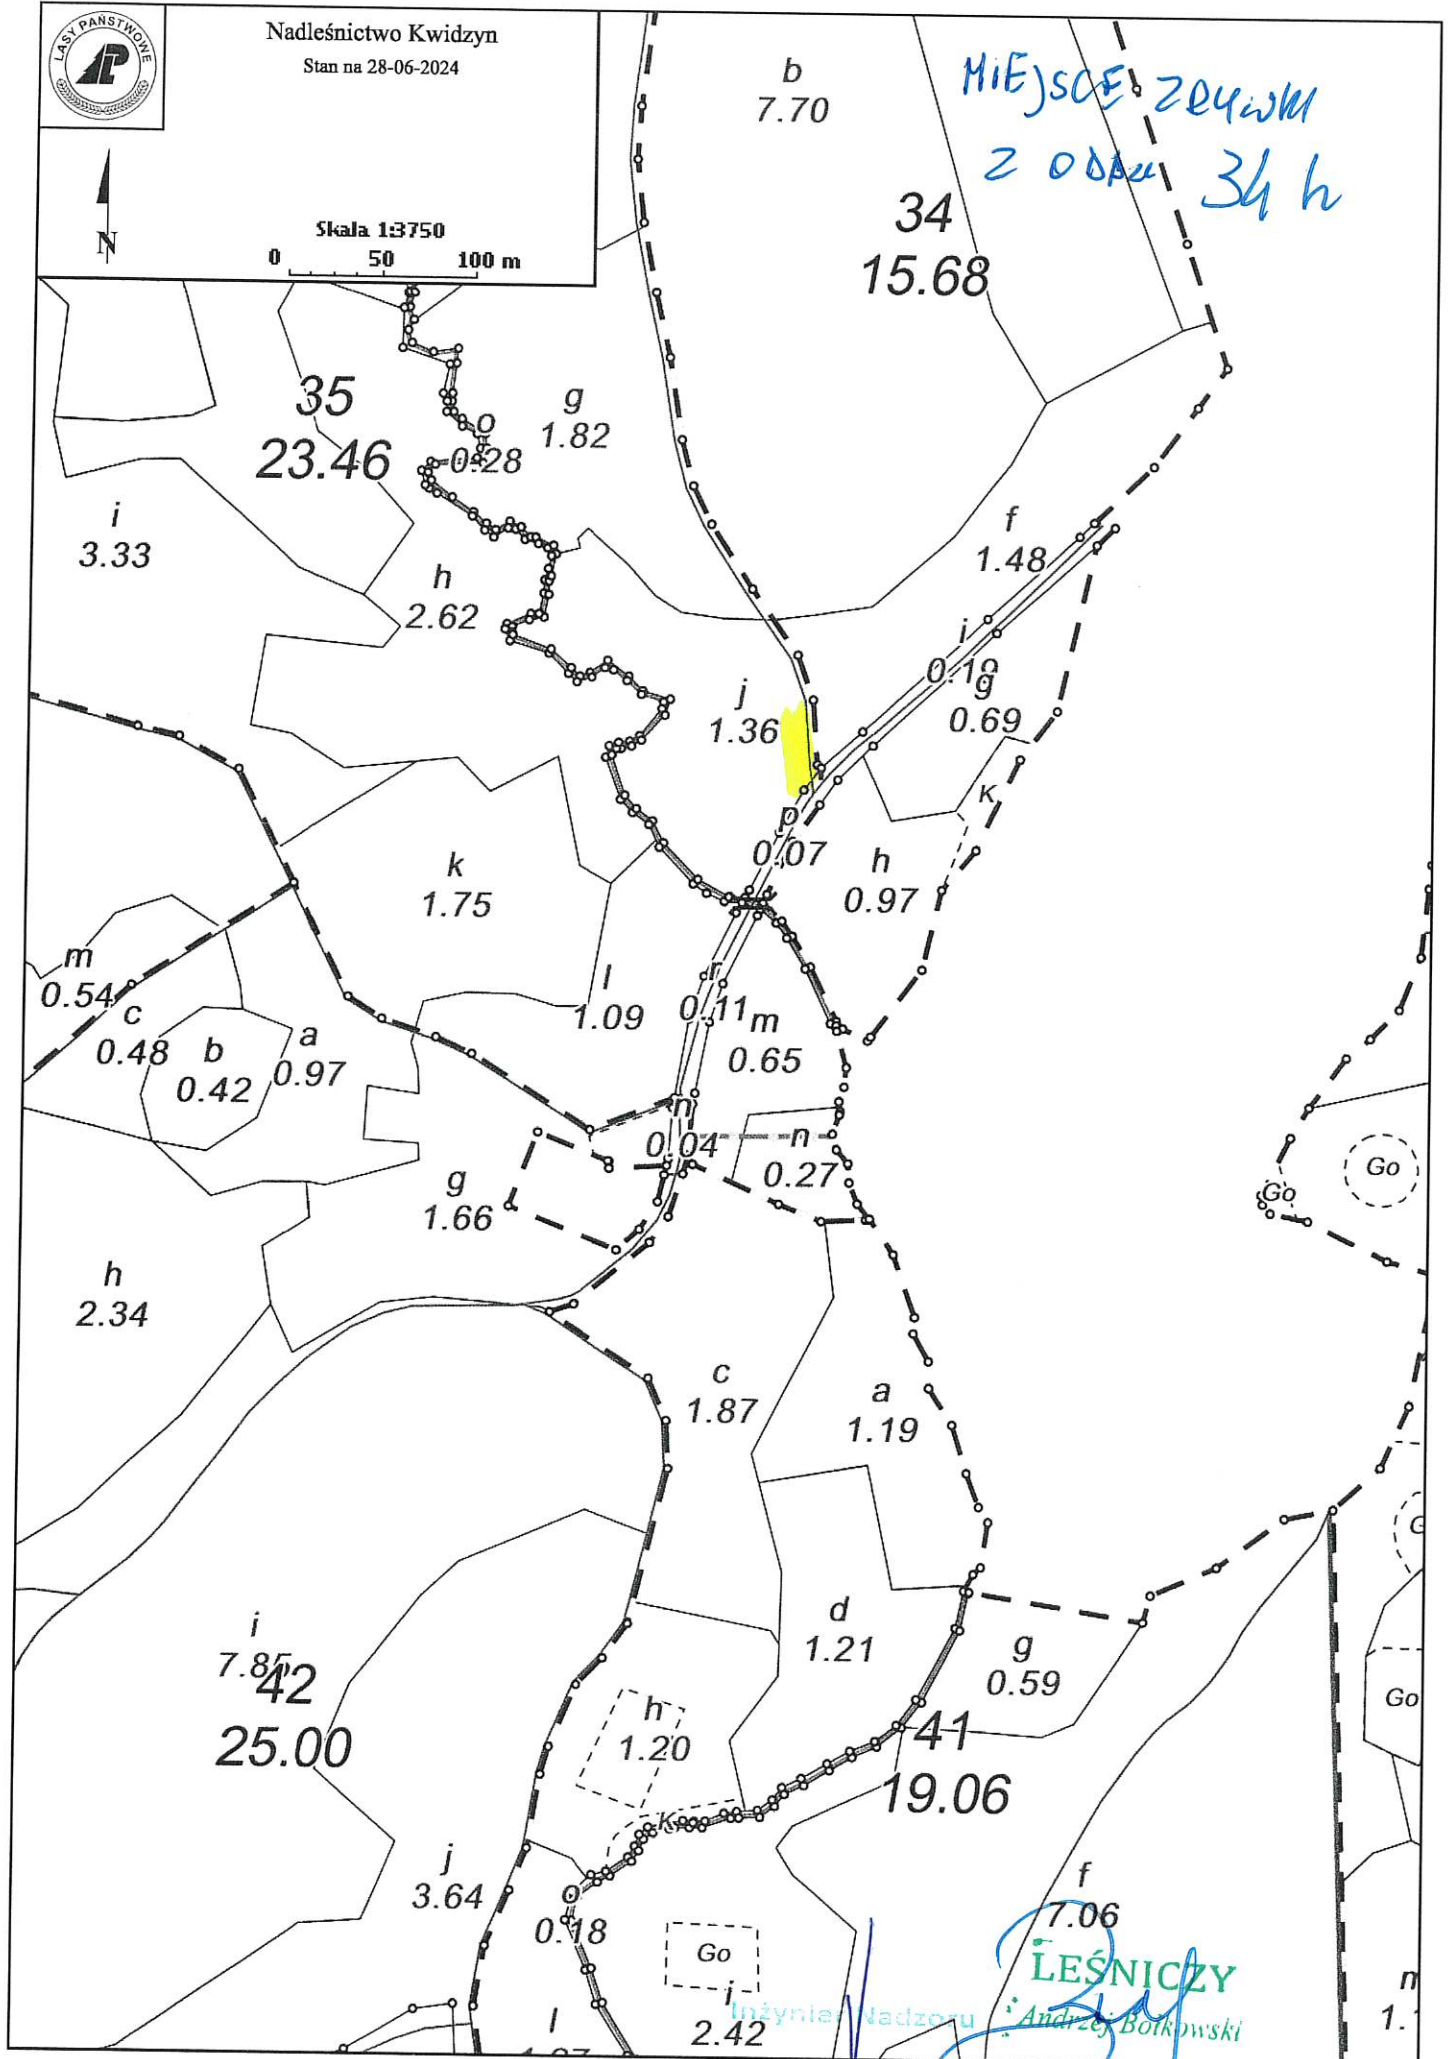 LASY PAŃSTWOWE
Nadleśnictwo Kwidzyn
Stan na 28-06-2024
N
Skala 1:3750
0 50 100 m
b
7.70
MIEJSCE ZRYWKI
Z ODDZ 34 h
34
15.68
35
23.46
g
1.82
o
0.28
i
3.33
h
2.62
f
1.48
i
0.19
g
0.69
j
1.36
K
p
0.07
h
0.97
k
1.75
m
0.54
c
0.48
b
0.42
a
0.97
l
1.09
r
0.11
m
0.65
n
0.04
n
0.27
g
1.66
Go
Go
h
2.34
c
1.87
a
1.19
i
7.85
42
25.00
d
1.21
g
0.59
h
1.20
41
19.06
Go
K
j
3.64
o
0.18
f
7.06
Go
i
2.42
l
LEŚNICZY
Andrzej Bolkowski
Inżynier Nadzoru